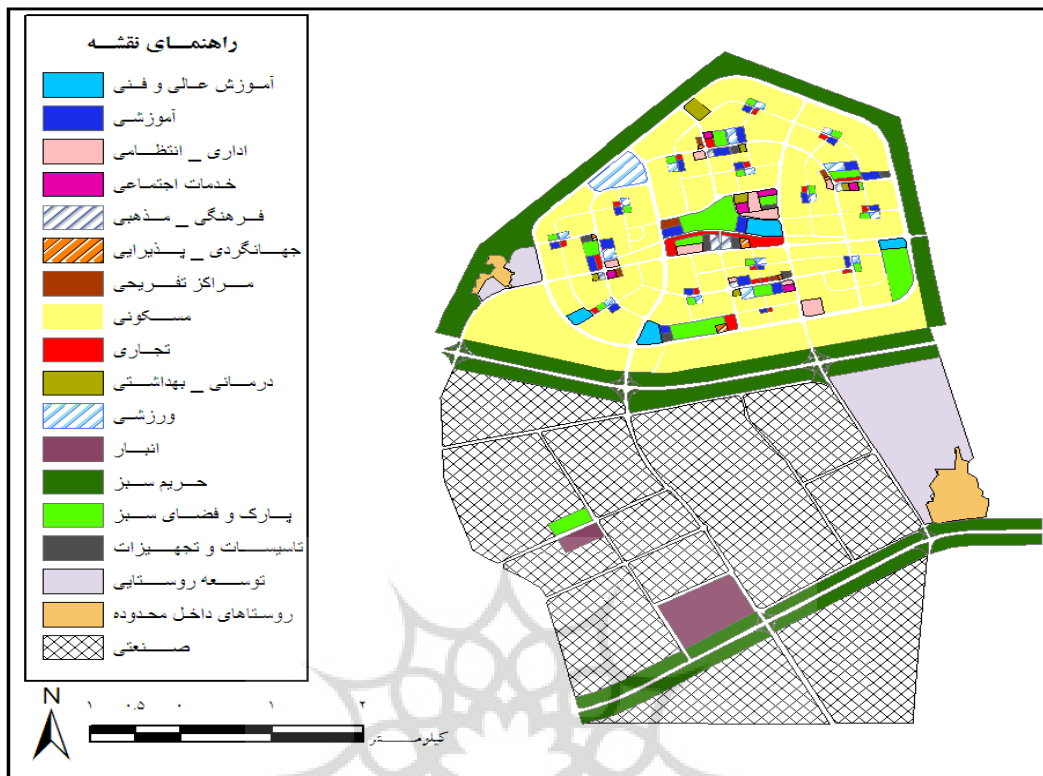 راهنمای نقشه
آموزش عالی و فنی
آموزشی
اداری _ انتظامی
خدمات اجتماعی
فرهنگی _ مذهبی
جهانگردی _ پذیرایی
مراکز تفریحی
مسکونی
تجاری
درمانی _ بهداشتی
ورزشی
انبار
حریم سبز
پارک و فضای سبز
تاسیسات و تجهیزات
توسعه روستایی
روستاهای داخل محدوده
صنعتی
N
۱ ۰.۵ ۰ ۱ ۲
کیلومتر